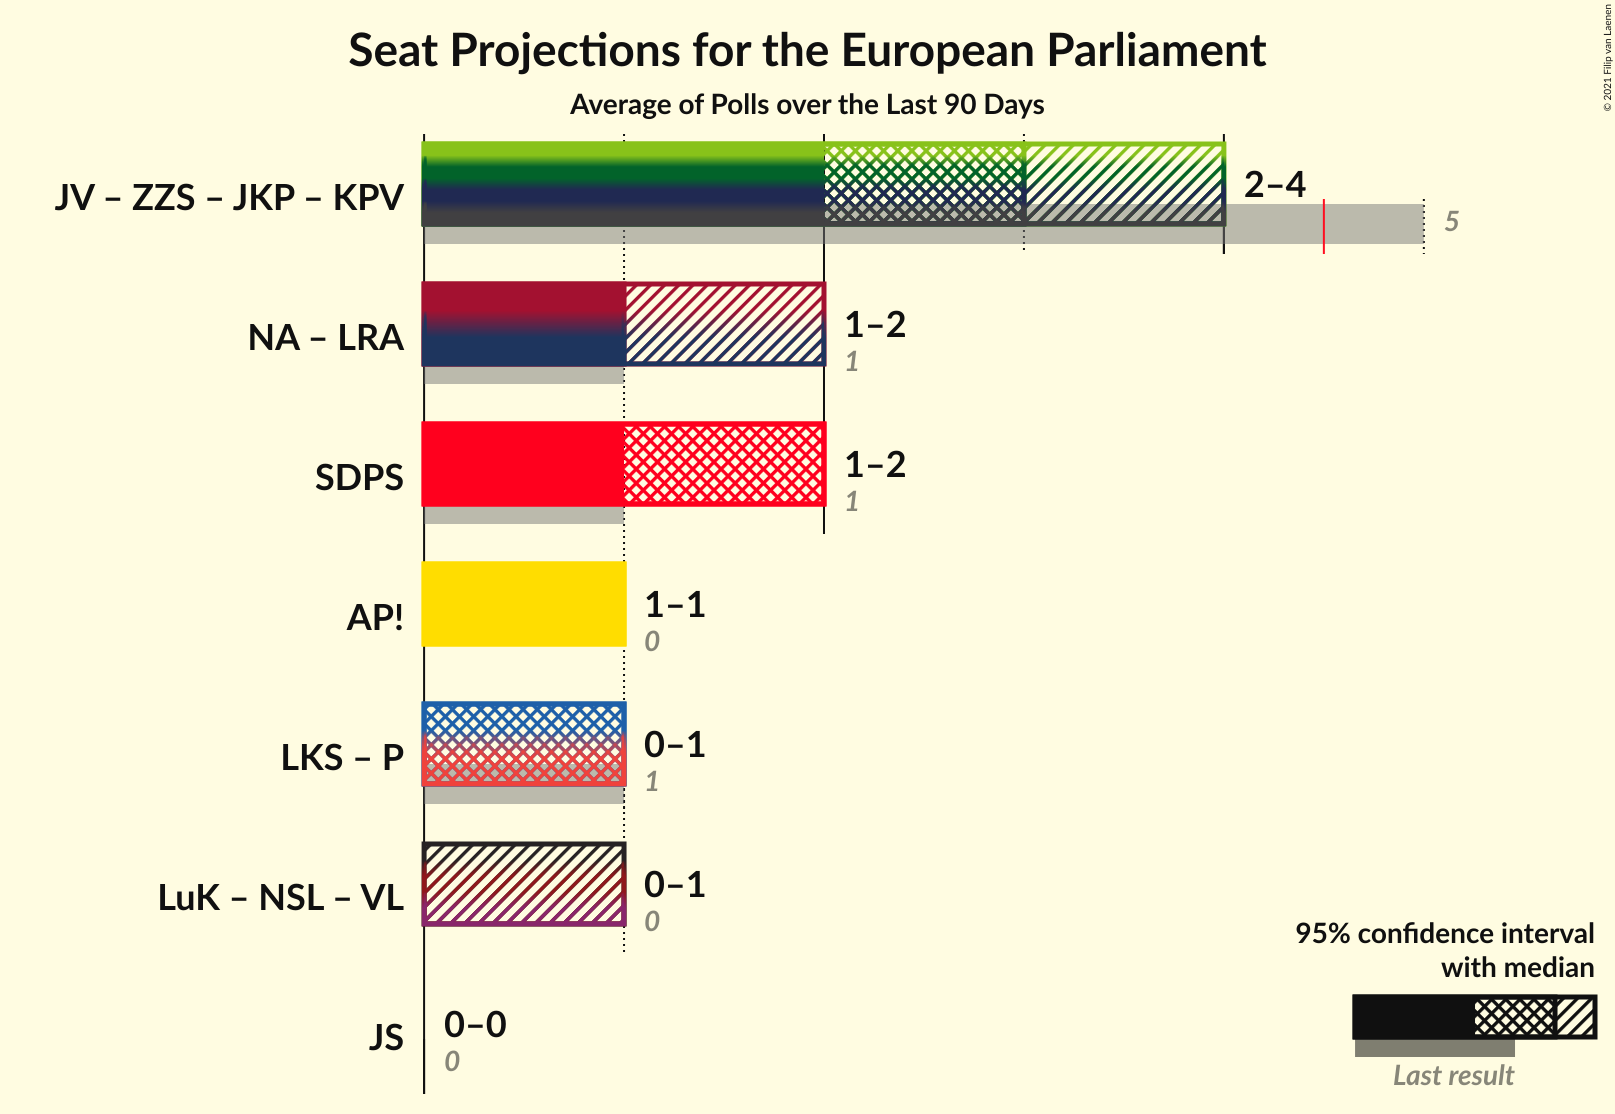 Seat Projections for the European Parliament
Average of Polls over the Last 90 Days
© 2021 Filip van Laenen
JV – ZZS – JKP – KPV
2–4
5
NA – LRA
1–2
1
SDPS
1–2
1
AP!
1–1
0
LKS – P
0–1
1
LuK – NSL – VL
0–1
0
JS
0–0
0
95% confidence interval
with median
Last result